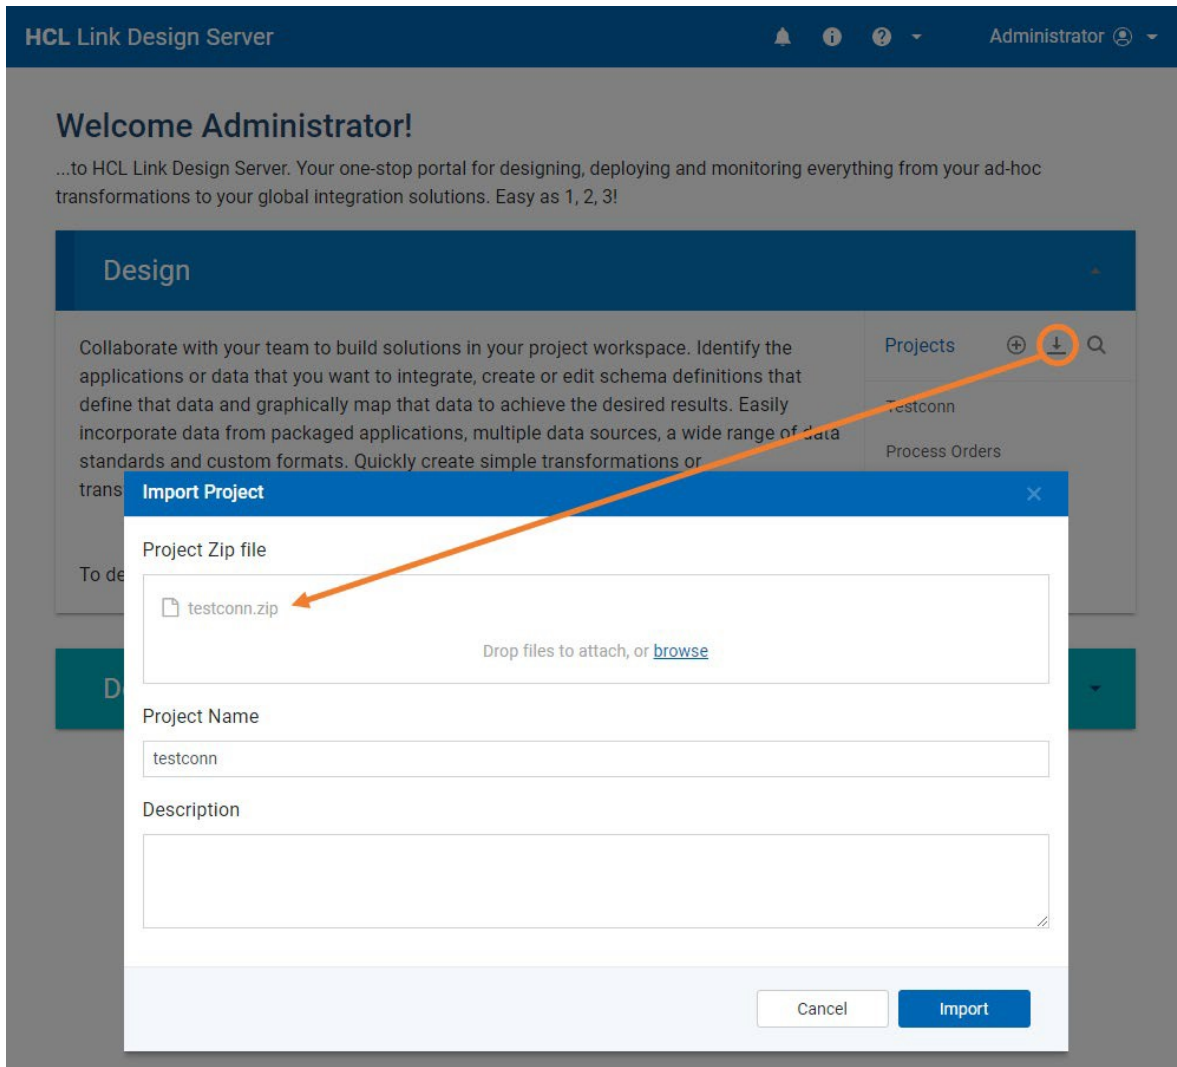 HCL Link Design Server
Administrator
Welcome Administrator!
...to HCL Link Design Server. Your one-stop portal for designing, deploying and monitoring everything from your ad-hoc
transformations to your global integration solutions. Easy as 1, 2, 3!
Design
Collaborate with your team to build solutions in your project workspace. Identify the
applications or data that you want to integrate, create or edit schema definitions that
define that data and graphically map that data to achieve the desired results. Easily
incorporate data from packaged applications, multiple data sources, a wide range of data
standards and custom formats. Quickly create simple transformations or
trans
To de
Projects
Testconn
Process Orders
D
Import Project
Project Zip file
testconn.zip
Drop files to attach, or browse
Project Name
testconn
Description
Cancel
Import